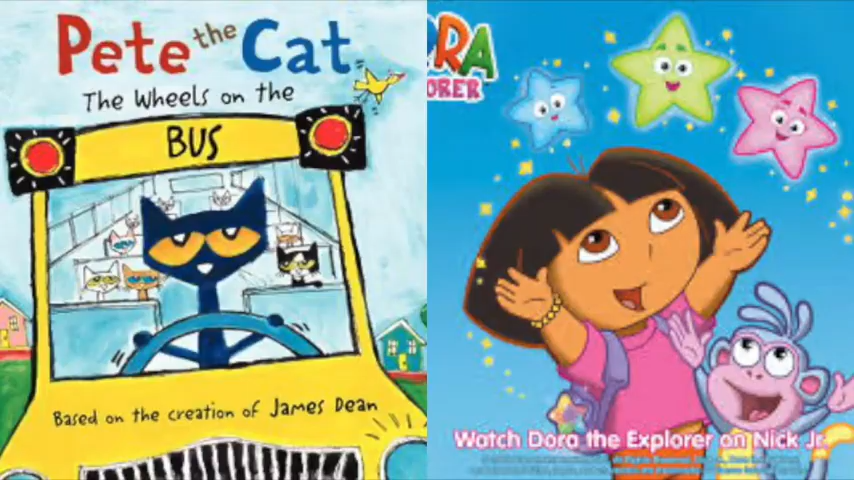 Pete the Cat
The Wheels on the
BUS
Based on the creation of James Dean
ORA
ORER
Watch Dora the Explorer on Nick Jr